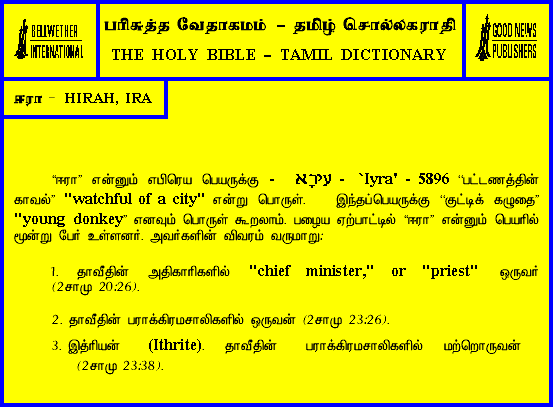 BELLWETHER
INTERNATIONAL
பரிசுத்த வேதாகமம் – தமிழ் சொல்லகராதி
THE HOLY BIBLE – TAMIL DICTIONARY
GOOD NEWS
PUBLISHERS
ஈரா - HIRAH, IRA
“ஈரா” என்னும் எபிரெய பெயருக்கு - עִירָא - `Iyra' - 5896 “பட்டணத்தின்
காவல்” "watchful of a city" என்று பொருள். இந்தப்பெயருக்கு “குட்டிக் கழுதை”
"young donkey" எனவும் பொருள் கூறலாம். பழைய ஏற்பாட்டில் “ஈரா” என்னும் பெயரில்
மூன்று பேர் உள்ளனர். அவர்களின் விவரம் வருமாறு:
1. தாவீதின் அதிகாரிகளில் "chief minister," or "priest" ஒருவர்
(2சாமு 20:26).
2. தாவீதின் பராக்கிரமசாலிகளில் ஒருவன் (2சாமு 23:26).
3. இத்ரியன் (Ithrite). தாவீதின் பராக்கிரமசாலிகளில் மற்றொருவன்
(2சாமு 23:38).